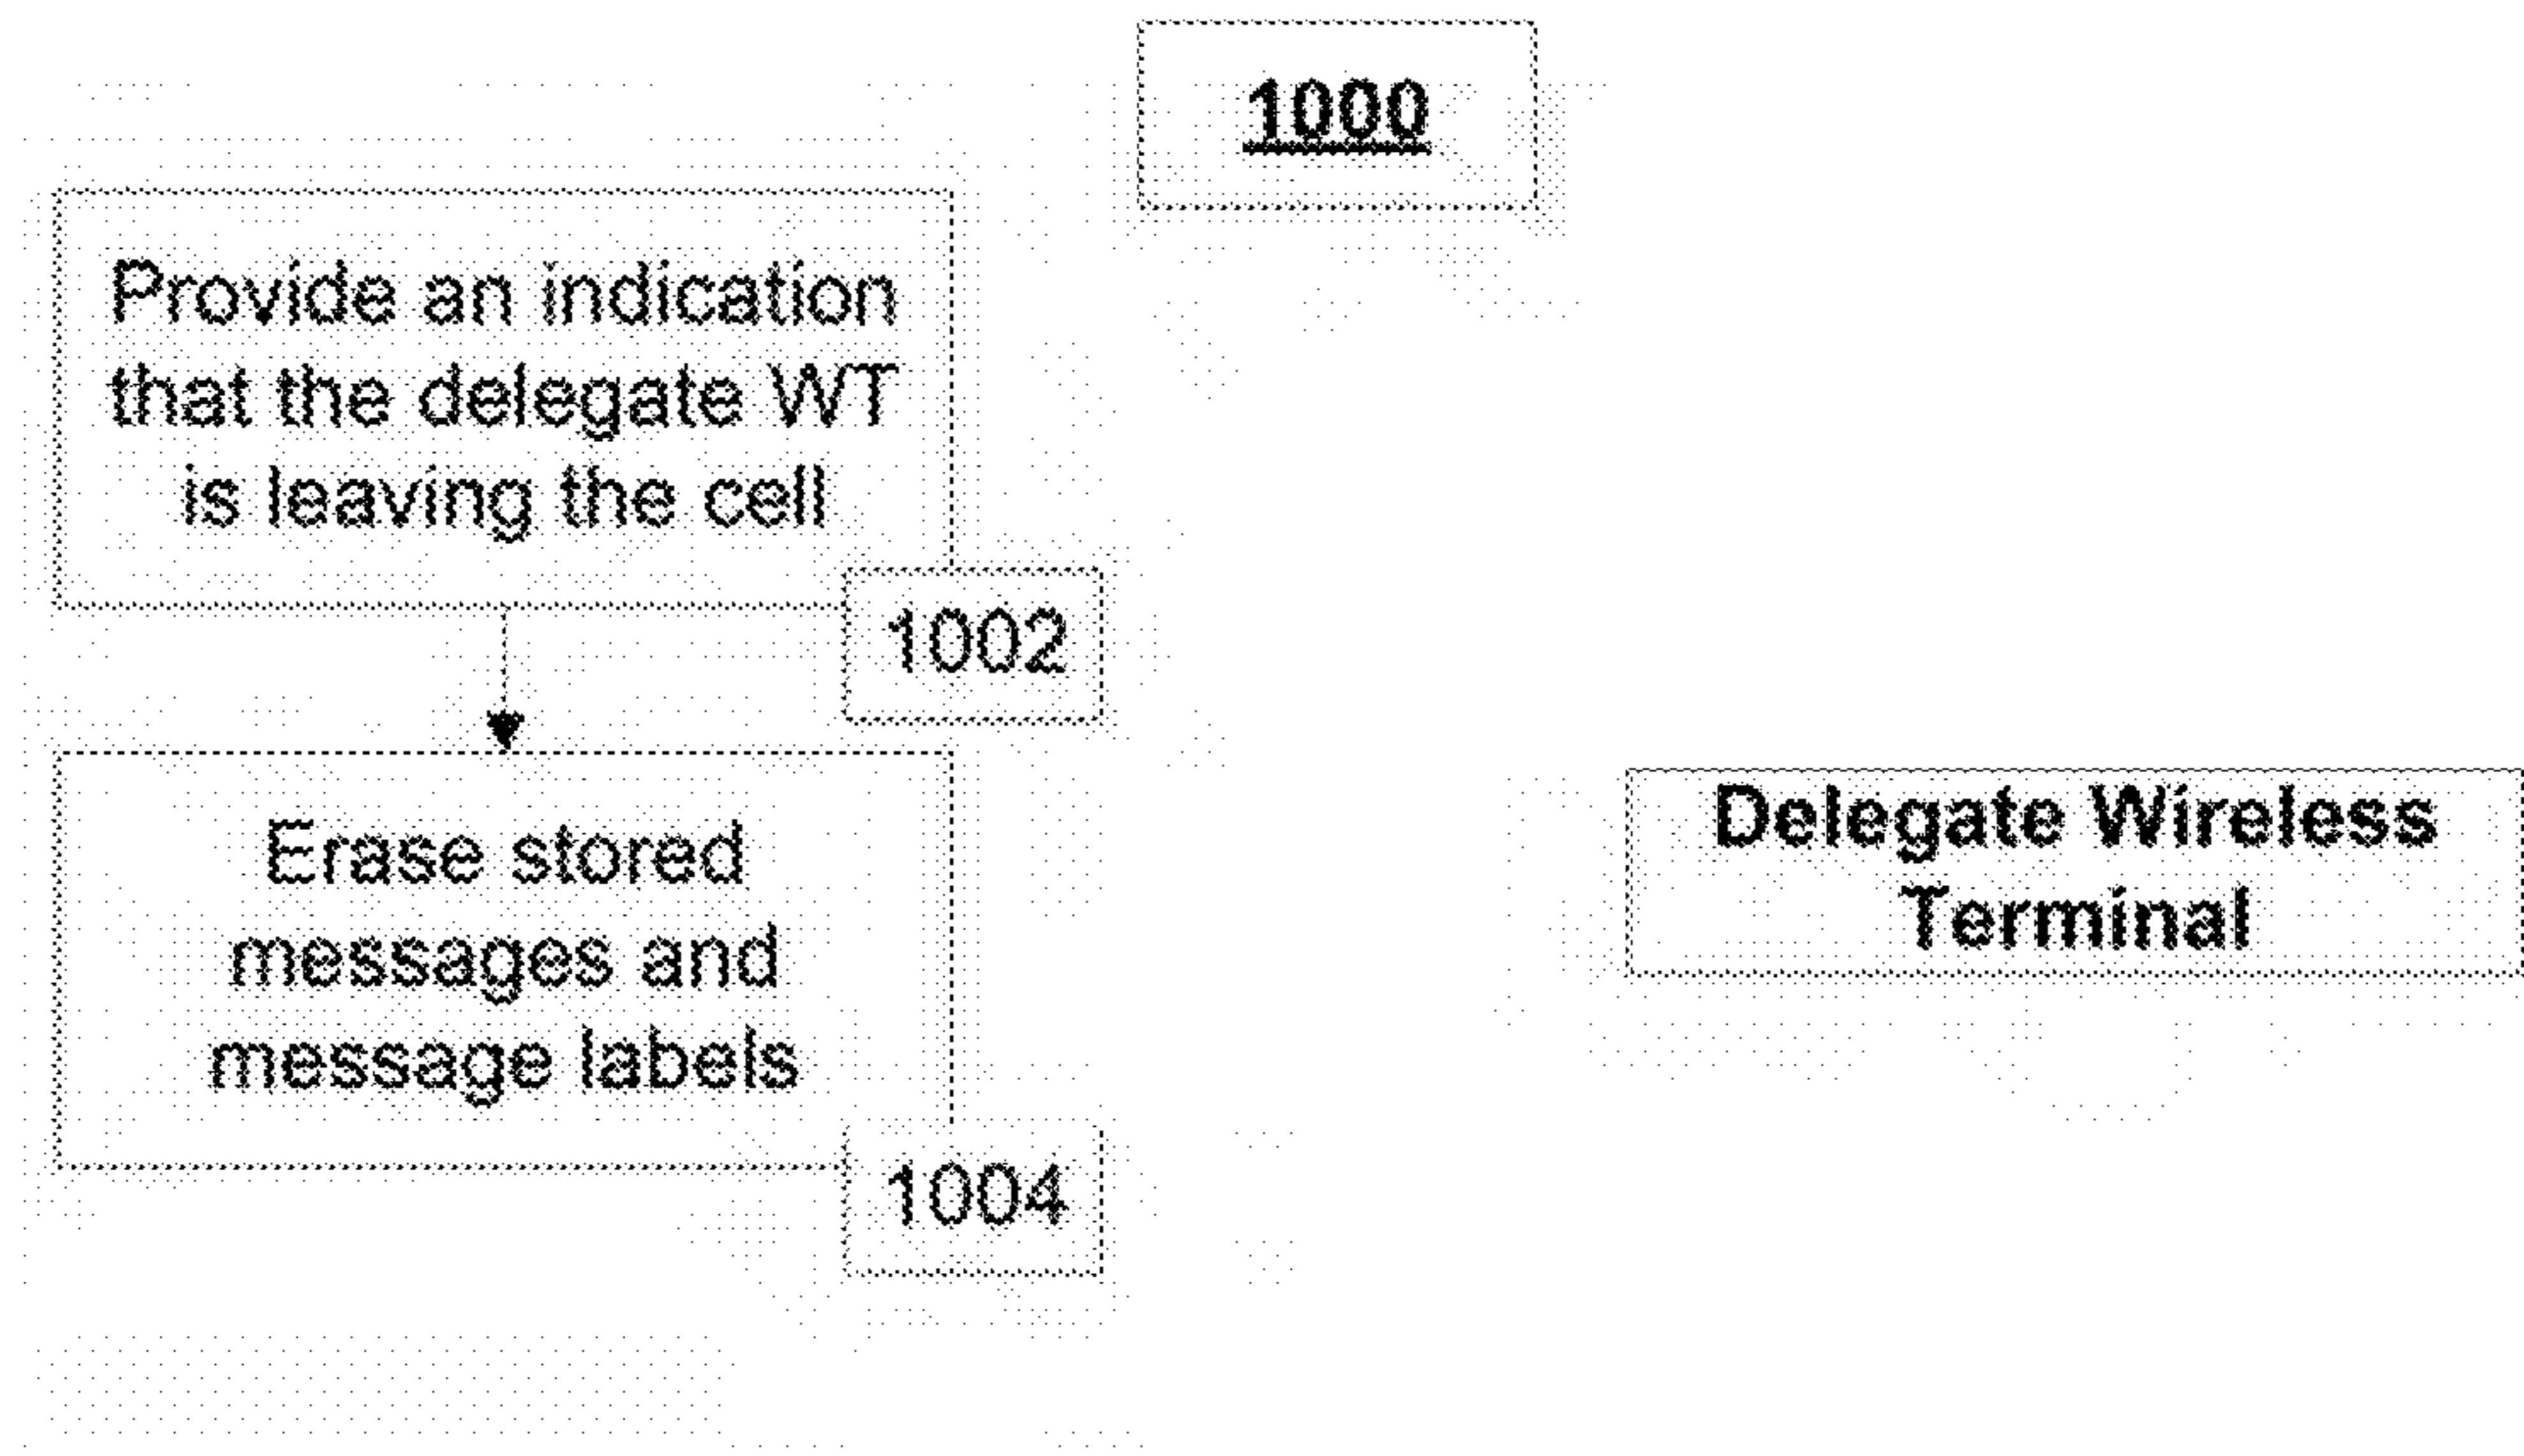 1000
Provide an indication
that the delegate WT
is leaving the cell
1002
Erase stored
messages and
message labels
1004
Delegate Wireless
Terminal